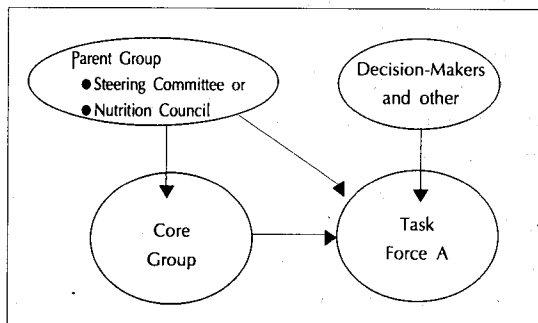 Parent Group
● Steering Committee or
● Nutrition Council
Decision-Makers
and other
Core
Group
Task
Force A